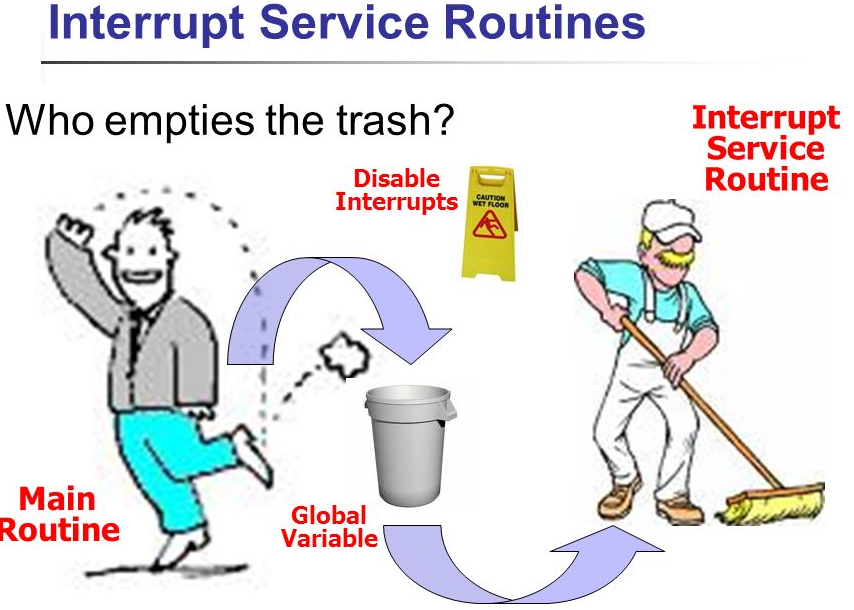 Interrupt Service Routines
Who empties the trash?
Interrupt
Service
Routine
Disable
Interrupts
CAUTION
WET FLOOR
Main
Routine
Global
Variable